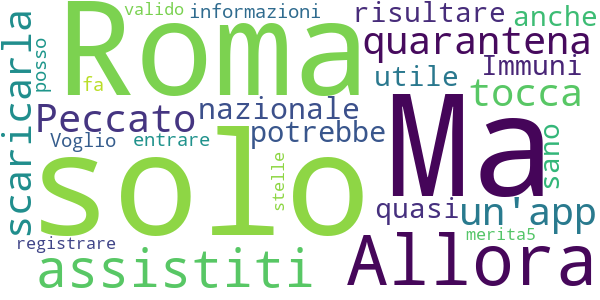 valido
informazioni
risultare
anche
Roma
quarantena
posso
fa
utile
Immuni
scaricarla
Peccato
nazionale
tocca
Voglio
entrare
potrebbe
Ma
sano
solo
stelle
quasi
un'app
registrare
merita5
assistiti
Allora